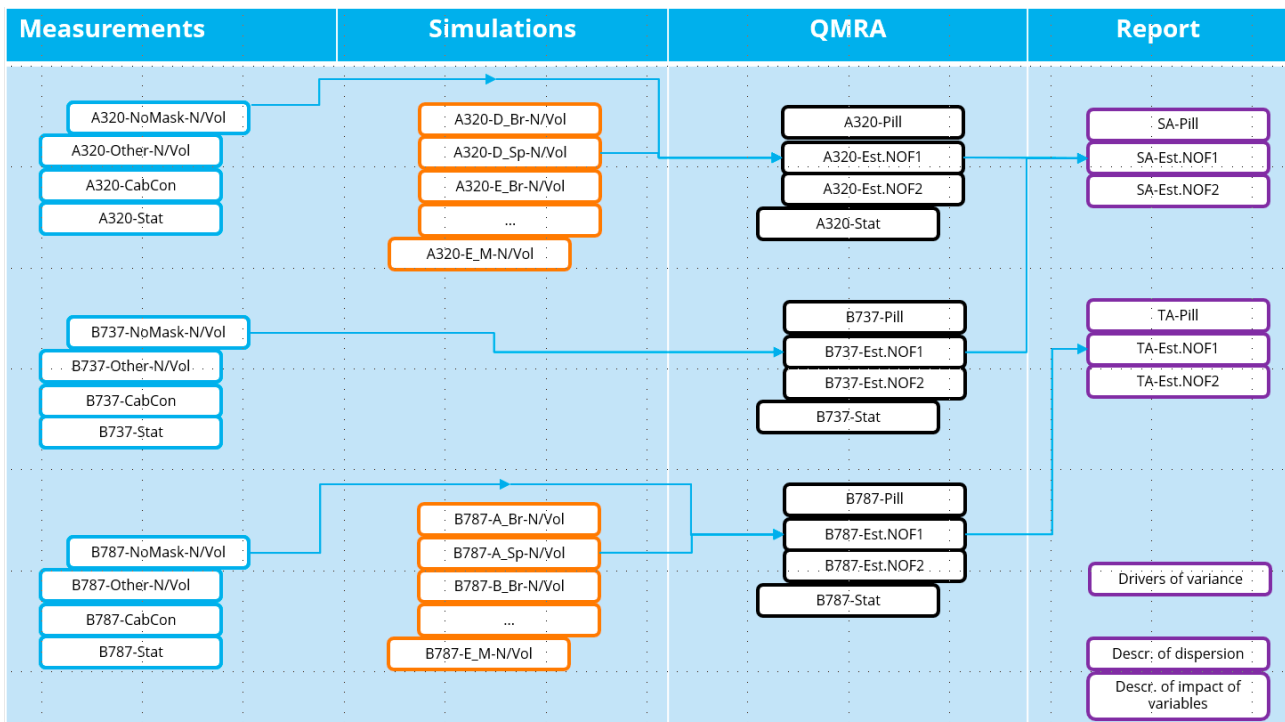 Measurements
Simulations
QMRA
Report
A320-NoMask-N/Vol
A320-Other-N/Vol
A320-CabCon
A320-Stat
A320-D_Br-N/Vol
A320-D_Sp-N/Vol
A320-E_Br-N/Vol
...
A320-E_M-N/Vol
A320-Pill
A320-Est.NOF1
A320-Est.NOF2
A320-Stat
SA-Pill
SA-Est.NOF1
SA-Est.NOF2
B737-NoMask-N/Vol
B737-Other-N/Vol
B737-CabCon
B737-Stat
B737-Pill
B737-Est.NOF1
B737-Est.NOF2
B737-Stat
TA-Pill
TA-Est.NOF1
TA-Est.NOF2
B787-NoMask-N/Vol
B787-Other-N/Vol
B787-CabCon
B787-Stat
B787-A_Br-N/Vol
B787-A_Sp-N/Vol
B787-B_Br-N/Vol
...
B787-E_M-N/Vol
B787-Pill
B787-Est.NOF1
B787-Est.NOF2
B787-Stat
Drivers of variance
Descr. of dispersion
Descr. of impact of
variables